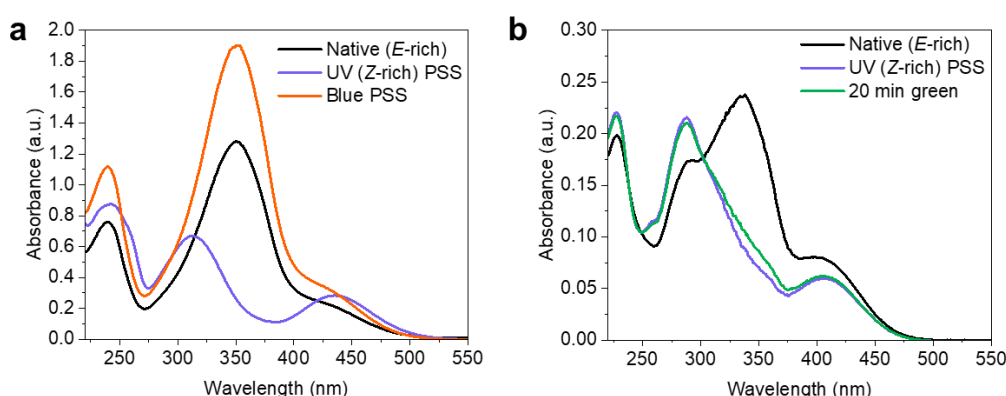 a
Native (E-rich)
UV (Z-rich) PSS
Blue PSS
2.0
1.8
1.6
1.4
1.2
1.0
0.8
0.6
0.4
0.2
0.0
Absorbance (a.u.)
250 300 350 400 450 500 550
Wavelength (nm)
b
Native (E-rich)
UV (Z-rich) PSS
20 min green
0.30
0.25
0.20
0.15
0.10
0.05
0.00
Absorbance (a.u.)
250 300 350 400 450 500 550
Wavelength (nm)